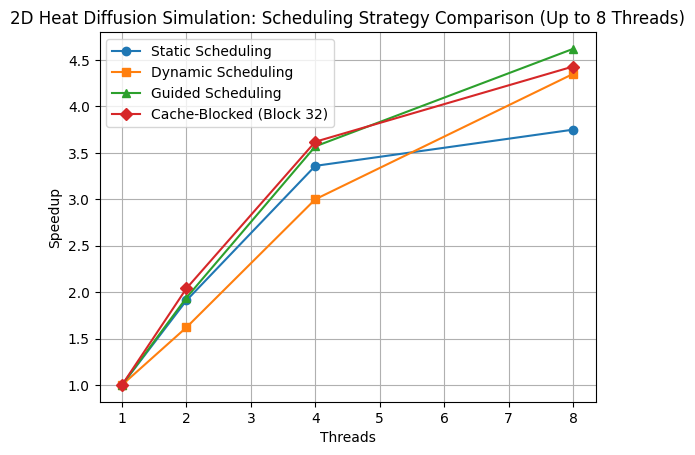 2D Heat Diffusion Simulation: Scheduling Strategy Comparison (Up to 8 Threads)
Static Scheduling
Dynamic Scheduling
Guided Scheduling
Cache-Blocked (Block 32)
4.5
4.0
3.5
3.0
2.5
2.0
1.5
1.0
Speedup
1 2 3 4 5 6 7 8
Threads